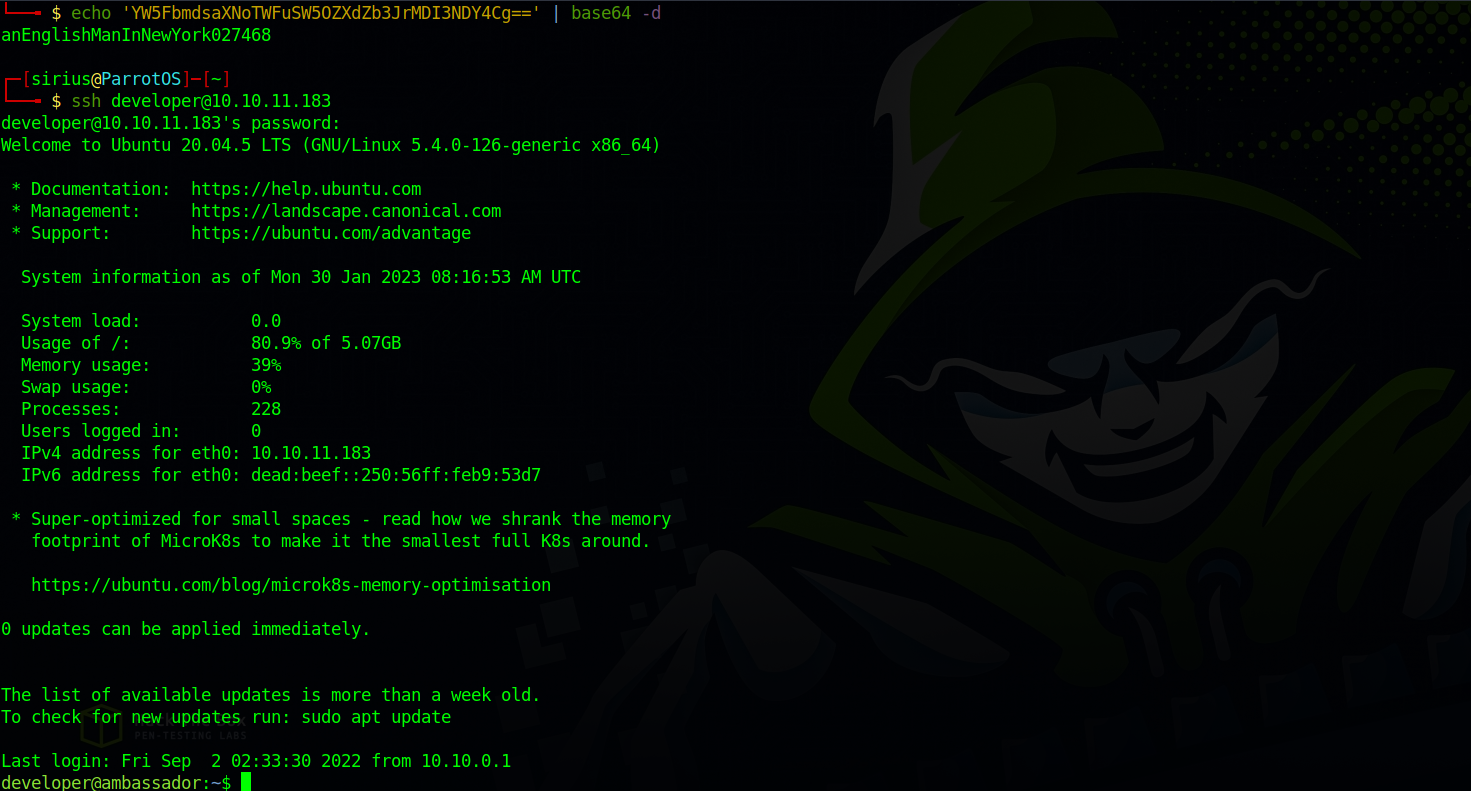 $ echo 'YW5FbmdsaXNoTWFuSW5OZXdZb3JrMDI3NDY4Cg==' | base64 -d
anEnglishManInNewYork027468
[sirius@ParrotOS]─[~]
$ ssh developer@10.10.11.183
developer@10.10.11.183's password:
Welcome to Ubuntu 20.04.5 LTS (GNU/Linux 5.4.0-126-generic x86_64)
* Documentation:  https://help.ubuntu.com
* Management:     https://landscape.canonical.com
* Support:        https://ubuntu.com/advantage
System information as of Mon 30 Jan 2023 08:16:53 AM UTC
System load:           0.0
Usage of /:            80.9% of 5.07GB
Memory usage:          39%
Swap usage:            0%
Processes:             228
Users logged in:       0
IPv4 address for eth0: 10.10.11.183
IPv6 address for eth0: dead:beef::250:56ff:feb9:53d7
* Super-optimized for small spaces - read how we shrank the memory
footprint of MicroK8s to make it the smallest full K8s around.
https://ubuntu.com/blog/microk8s-memory-optimisation
0 updates can be applied immediately.
The list of available updates is more than a week old.
To check for new updates run: sudo apt update
PEN-TESTING LABS
Last login: Fri Sep  2 02:33:30 2022 from 10.10.0.1
developer@ambassador:~$